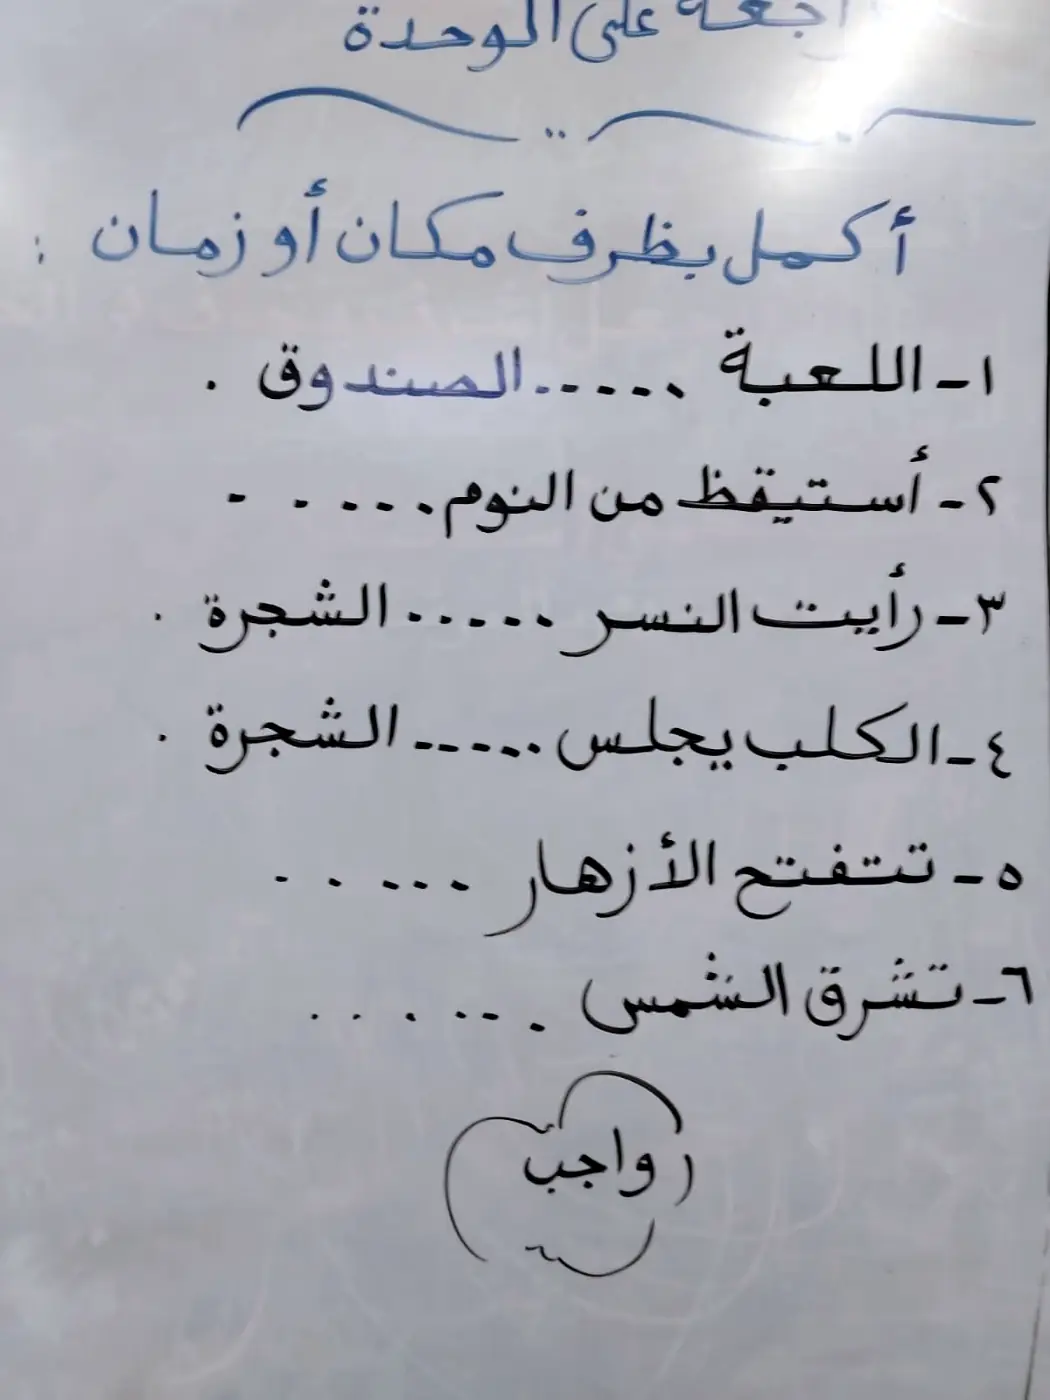 راجعة على الوحدة
أكمل بظرف مكان أو زمان :
١- اللعبة ...... الصندوق .
٢- أستيقظ من النوم ......
٣- رأيت النسر ...... الشجرة .
٤- الكلب يجلس ...... الشجرة .
٥- تتفتح الأزهار ......
٦- تشرق الشمس ......
واجب